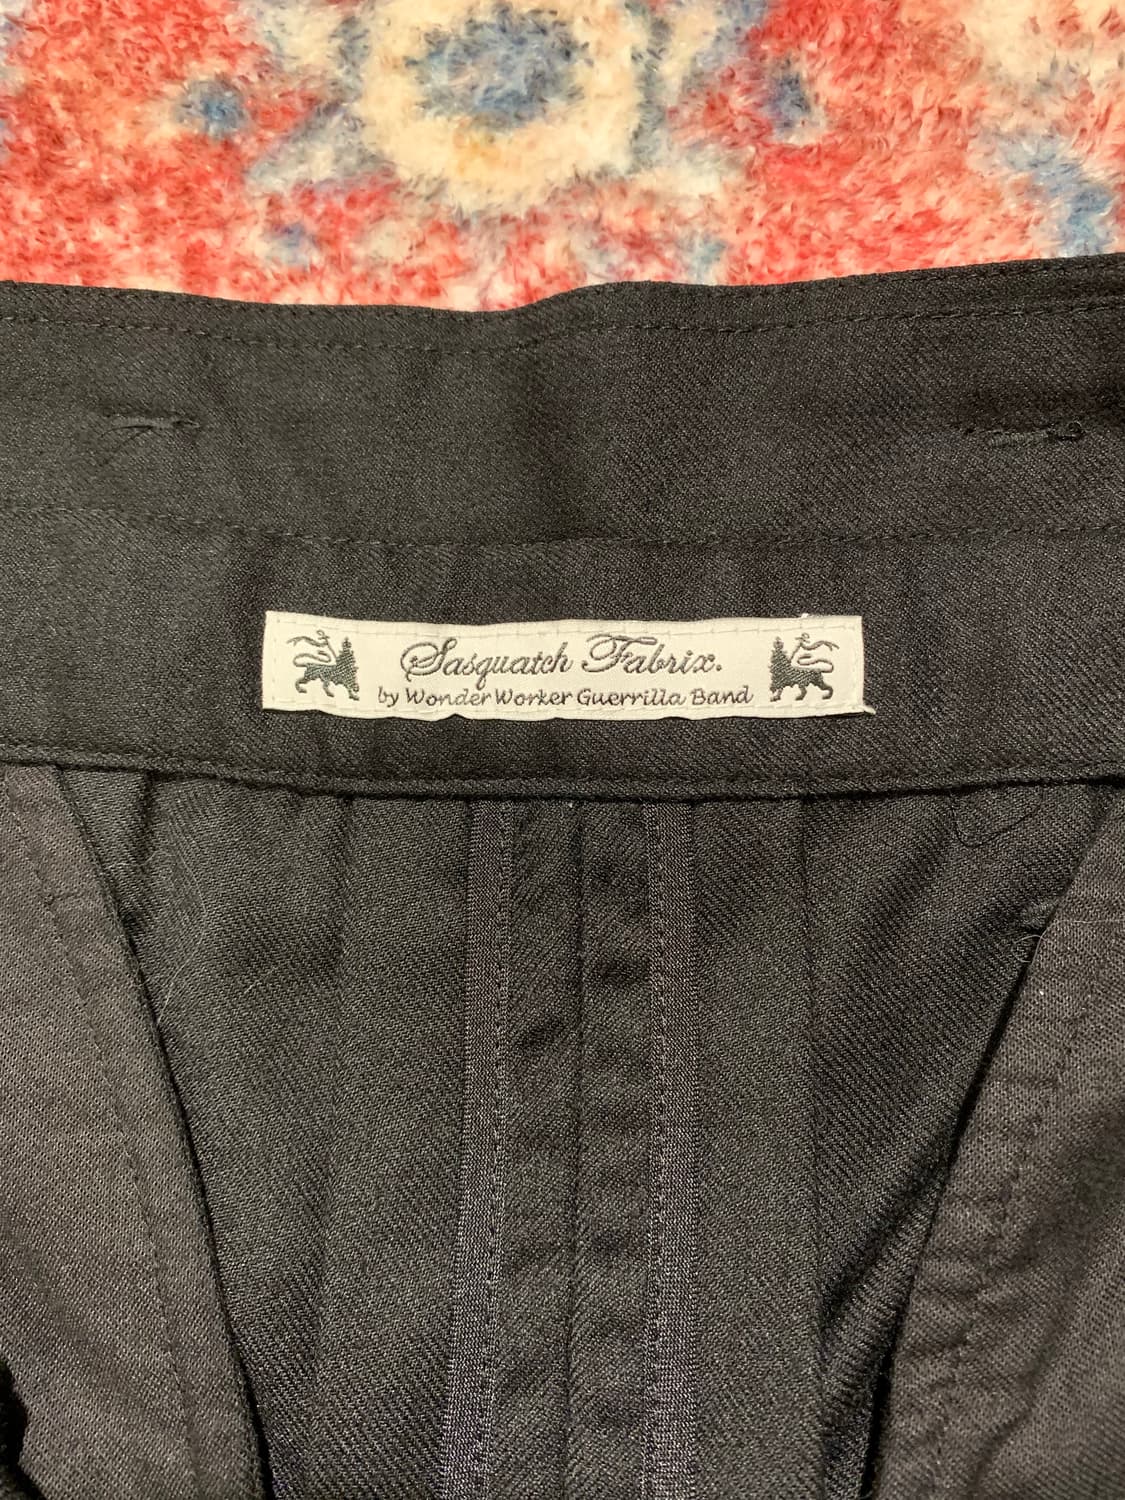 Sasquatch Fabrix.
by Wonder Worker Guerrilla Band